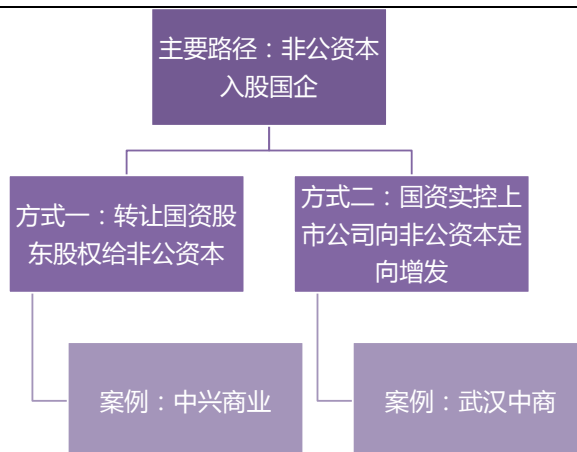 主要路径：非公资本
入股国企
方式一：转让国资股
东股权给非公资本
方式二：国资实控上
市公司向非公资本定
向增发
案例：中兴商业
案例：武汉中商